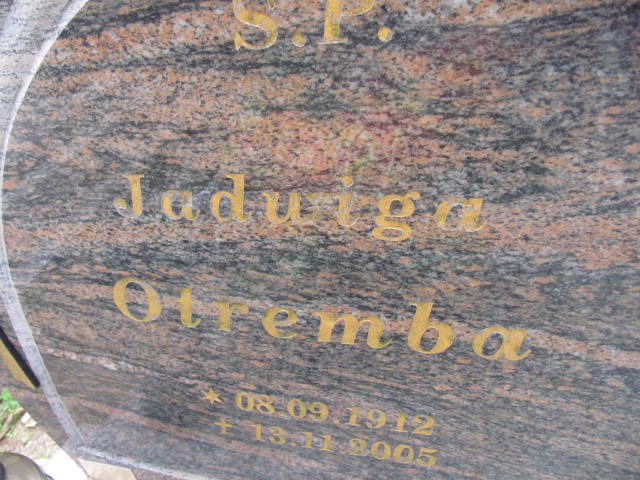 Ś.P.
Jadwiga
Otremba
* 08.09.1912
† 13.11.2005